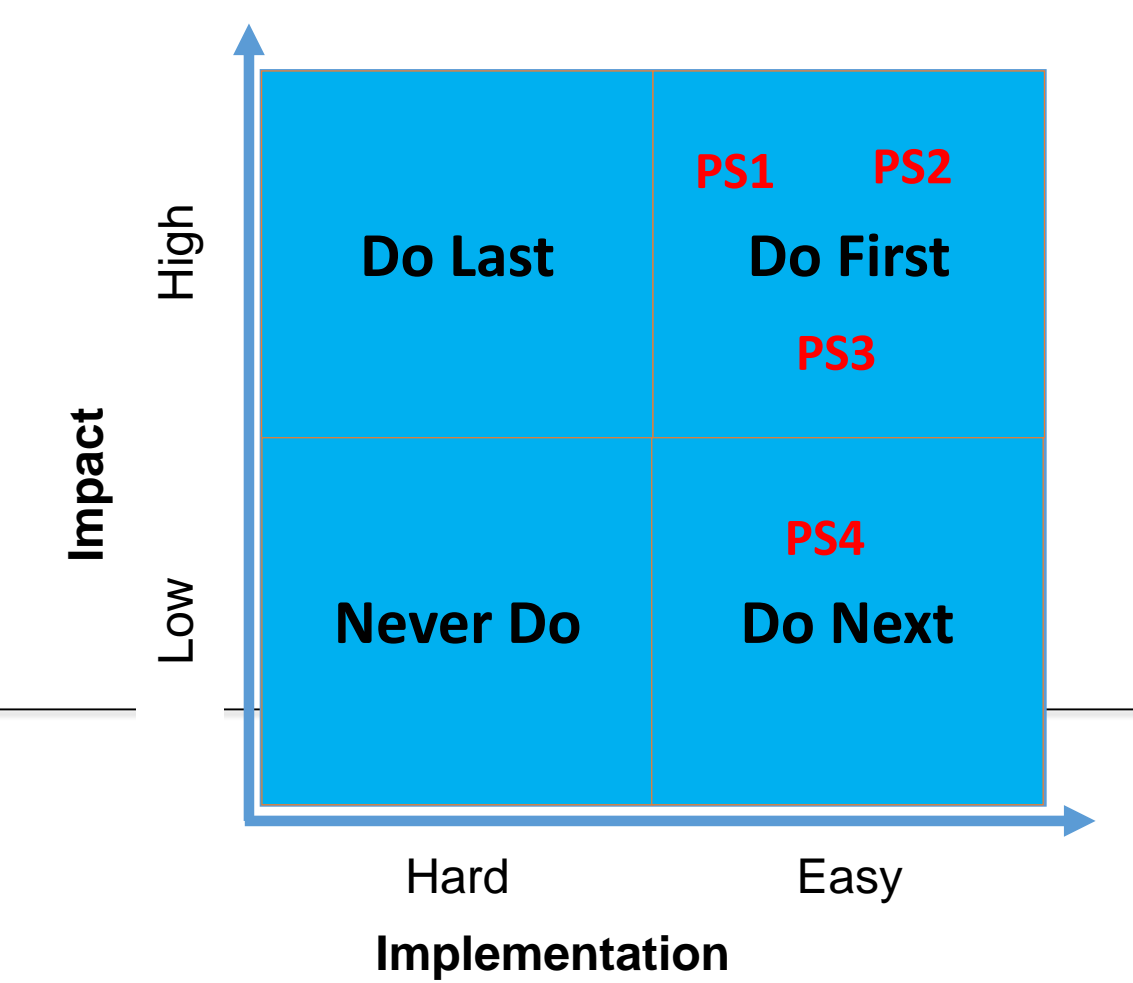 PS1
PS2
Do Last
Do First
PS3
High
Impact
PS4
Low
Never Do
Do Next
Hard
Easy
Implementation